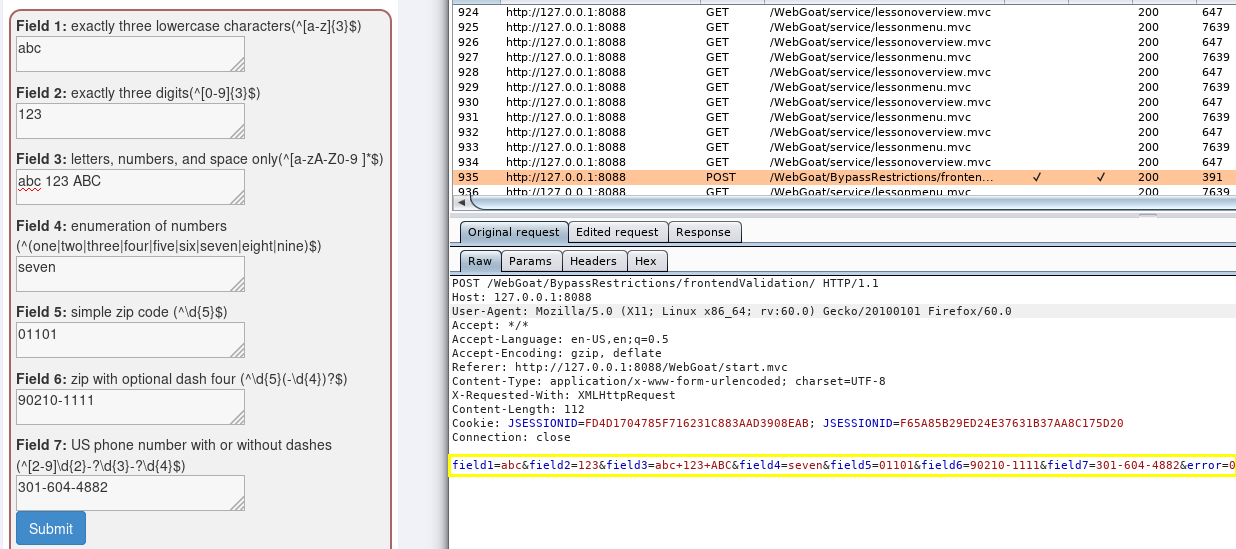 Field 1: exactly three lowercase characters(^[a-z]{3}$)
abc
Field 2: exactly three digits(^[0-9]{3}$)
123
Field 3: letters, numbers, and space only(^[a-zA-Z0-9 ]*$)
abc 123 ABC
Field 4: enumeration of numbers
(^(one|two|three|four|five|six|seven|eight|nine)$)
seven
Field 5: simple zip code (^\d{5}$)
01101
Field 6: zip with optional dash four (^\d{5}(-\d{4})?$)
90210-1111
Field 7: US phone number with or without dashes
(^[2-9]\d{2}-?\d{3}-?\d{4}$)
301-604-4882
Submit
924 http://127.0.0.1:8088 GET /WebGoat/service/lessonoverview.mvc 200 647
925 http://127.0.0.1:8088 GET /WebGoat/service/lessonmenu.mvc 200 7639
926 http://127.0.0.1:8088 GET /WebGoat/service/lessonoverview.mvc 200 647
927 http://127.0.0.1:8088 GET /WebGoat/service/lessonmenu.mvc 200 7639
928 http://127.0.0.1:8088 GET /WebGoat/service/lessonoverview.mvc 200 647
929 http://127.0.0.1:8088 GET /WebGoat/service/lessonmenu.mvc 200 7639
930 http://127.0.0.1:8088 GET /WebGoat/service/lessonoverview.mvc 200 647
931 http://127.0.0.1:8088 GET /WebGoat/service/lessonmenu.mvc 200 7639
932 http://127.0.0.1:8088 GET /WebGoat/service/lessonoverview.mvc 200 647
933 http://127.0.0.1:8088 GET /WebGoat/service/lessonmenu.mvc 200 7639
934 http://127.0.0.1:8088 GET /WebGoat/service/lessonoverview.mvc 200 647
935 http://127.0.0.1:8088 POST /WebGoat/BypassRestrictions/fronten... ✓ ✓ 200 391
936 http://127.0.0.1:8088 GET /WebGoat/service/lessonmenu.mvc 200 7639
Original request Edited request Response
Raw Params Headers Hex
POST /WebGoat/BypassRestrictions/frontendValidation/ HTTP/1.1
Host: 127.0.0.1:8088
User-Agent: Mozilla/5.0 (X11; Linux x86_64; rv:60.0) Gecko/20100101 Firefox/60.0
Accept: */*
Accept-Language: en-US,en;q=0.5
Accept-Encoding: gzip, deflate
Referer: http://127.0.0.1:8088/WebGoat/start.mvc
Content-Type: application/x-www-form-urlencoded; charset=UTF-8
X-Requested-With: XMLHttpRequest
Content-Length: 112
Cookie: JSESSIONID=FD4D1704785F716231C883AAD3908EAB; JSESSIONID=F65A85B29ED24E37631B37AA8C175D20
Connection: close
field1=abc&field2=123&field3=abc+123+ABC&field4=seven&field5=01101&field6=90210-1111&field7=301-604-4882&error=0